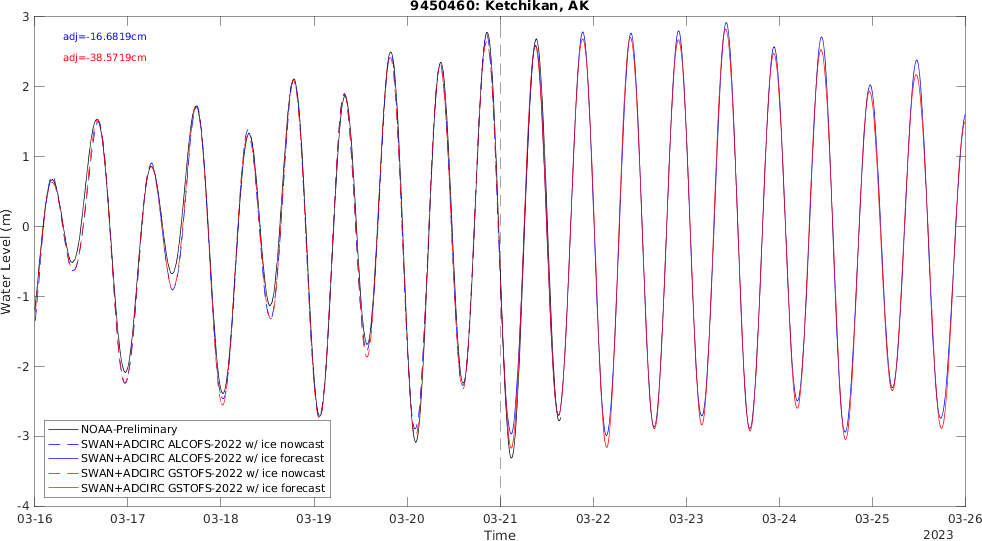 9450460: Ketchikan, AK
adj=-16.6819cm
adj=-38.5719cm
3
2
1
0
-1
-2
-3
-4
Water Level (m)
NOAA-Preliminary
SWAN+ADCIRC ALCOFS-2022 w/ ice nowcast
SWAN+ADCIRC ALCOFS-2022 w/ ice forecast
SWAN+ADCIRC GSTOFS-2022 w/ ice nowcast
SWAN+ADCIRC GSTOFS-2022 w/ ice forecast
03-16 03-17 03-18 03-19 03-20 03-21 03-22 03-23 03-24 03-25 03-26
Time
2023